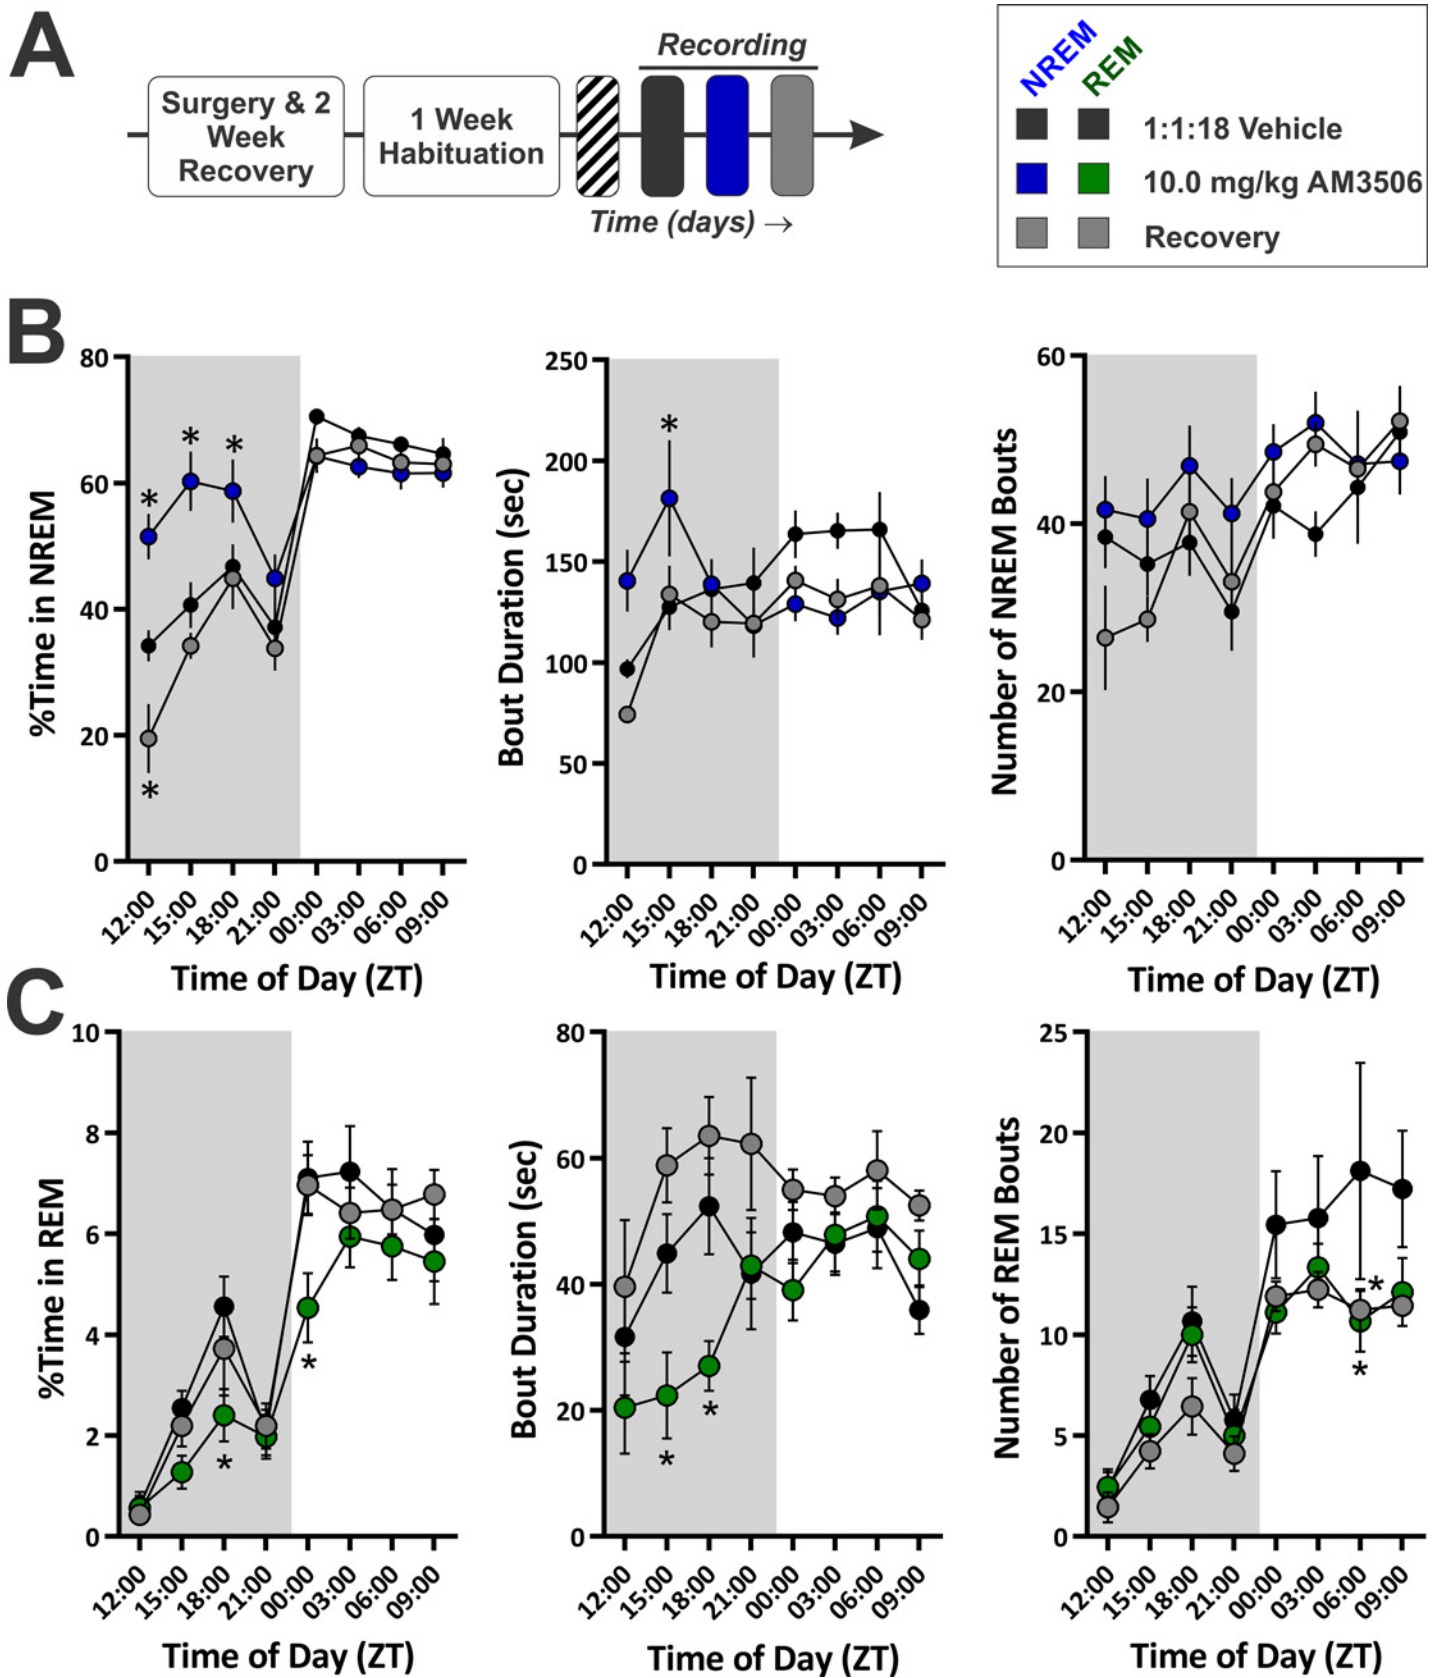 A
Surgery & 2
Week
Recovery
1 Week
Habituation
Recording
Time (days) →
NREM
REM
1:1:18 Vehicle
10.0 mg/kg AM3506
Recovery
B
%Time in NREM
80
60
40
20
0
* * *
*
12:00 15:00 18:00 21:00 00:00 03:00 06:00 09:00
Time of Day (ZT)
Bout Duration (sec)
250
200
150
100
50
0
*
12:00 15:00 18:00 21:00 00:00 03:00 06:00 09:00
Time of Day (ZT)
Number of NREM Bouts
60
40
20
0
12:00 15:00 18:00 21:00 00:00 03:00 06:00 09:00
Time of Day (ZT)
C
%Time in REM
10
8
6
4
2
0
* *
12:00 15:00 18:00 21:00 00:00 03:00 06:00 09:00
Time of Day (ZT)
Bout Duration (sec)
80
60
40
20
0
* *
12:00 15:00 18:00 21:00 00:00 03:00 06:00 09:00
Time of Day (ZT)
Number of REM Bouts
25
20
15
10
5
0
*
*
12:00 15:00 18:00 21:00 00:00 03:00 06:00 09:00
Time of Day (ZT)